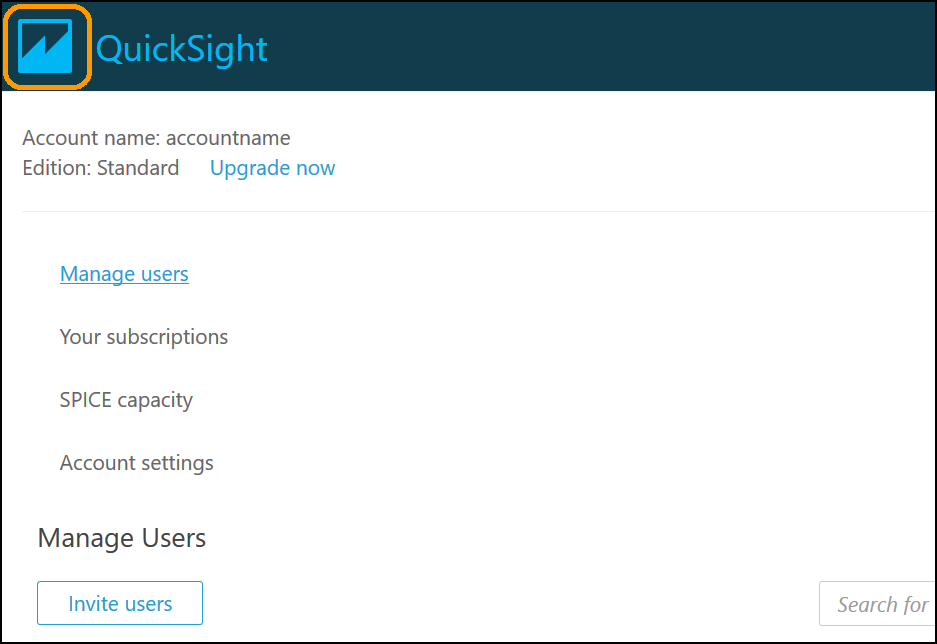 QuickSight
Account name: accountname
Edition: Standard Upgrade now
Manage users
Your subscriptions
SPICE capacity
Account settings
Manage Users
Invite users
Search for